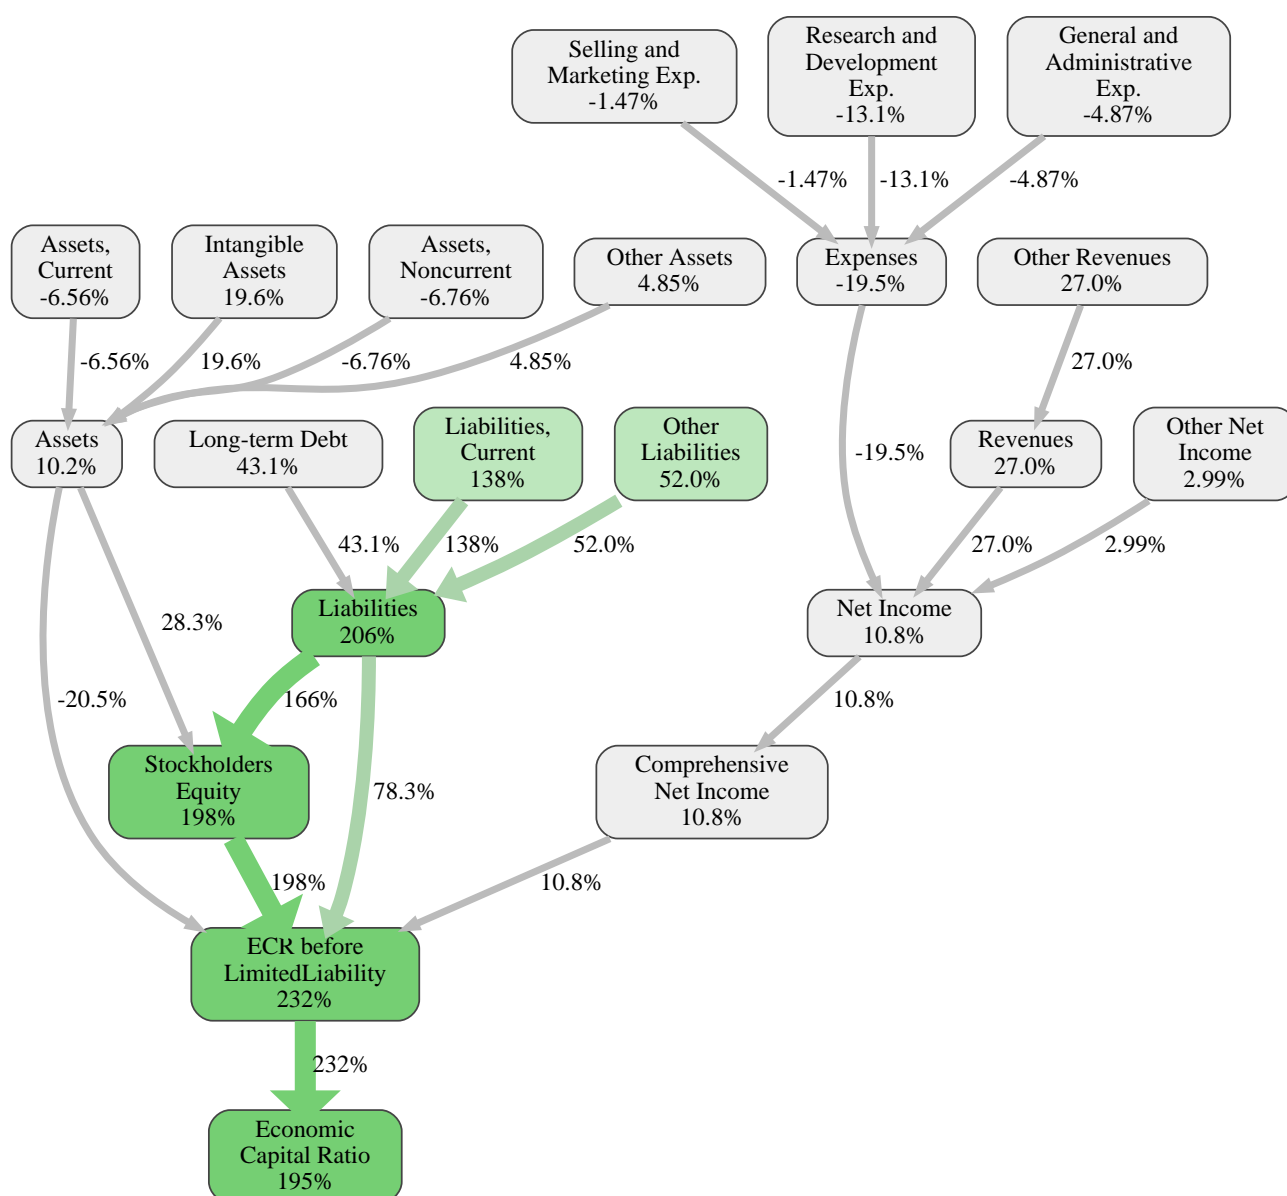 Selling and
Marketing Exp.
-1.47%
Research and
Development
Exp.
-13.1%
General and
Administrative
Exp.
-4.87%
-1.47%
-13.1%
-4.87%
Assets,
Current
-6.56%
Intangible
Assets
19.6%
Assets,
Noncurrent
-6.76%
Other Assets
4.85%
Expenses
-19.5%
Other Revenues
27.0%
-6.56%
19.6%
-6.76%
4.85%
27.0%
Assets
10.2%
Long-term Debt
43.1%
Liabilities,
Current
138%
Other
Liabilities
52.0%
-19.5%
Revenues
27.0%
Other Net
Income
2.99%
43.1%
138%
52.0%
27.0%
2.99%
28.3%
Liabilities
206%
Net Income
10.8%
-20.5%
166%
10.8%
Stockholders
Equity
198%
78.3%
Comprehensive
Net Income
10.8%
198%
10.8%
ECR before
LimitedLiability
232%
232%
Economic
Capital Ratio
195%